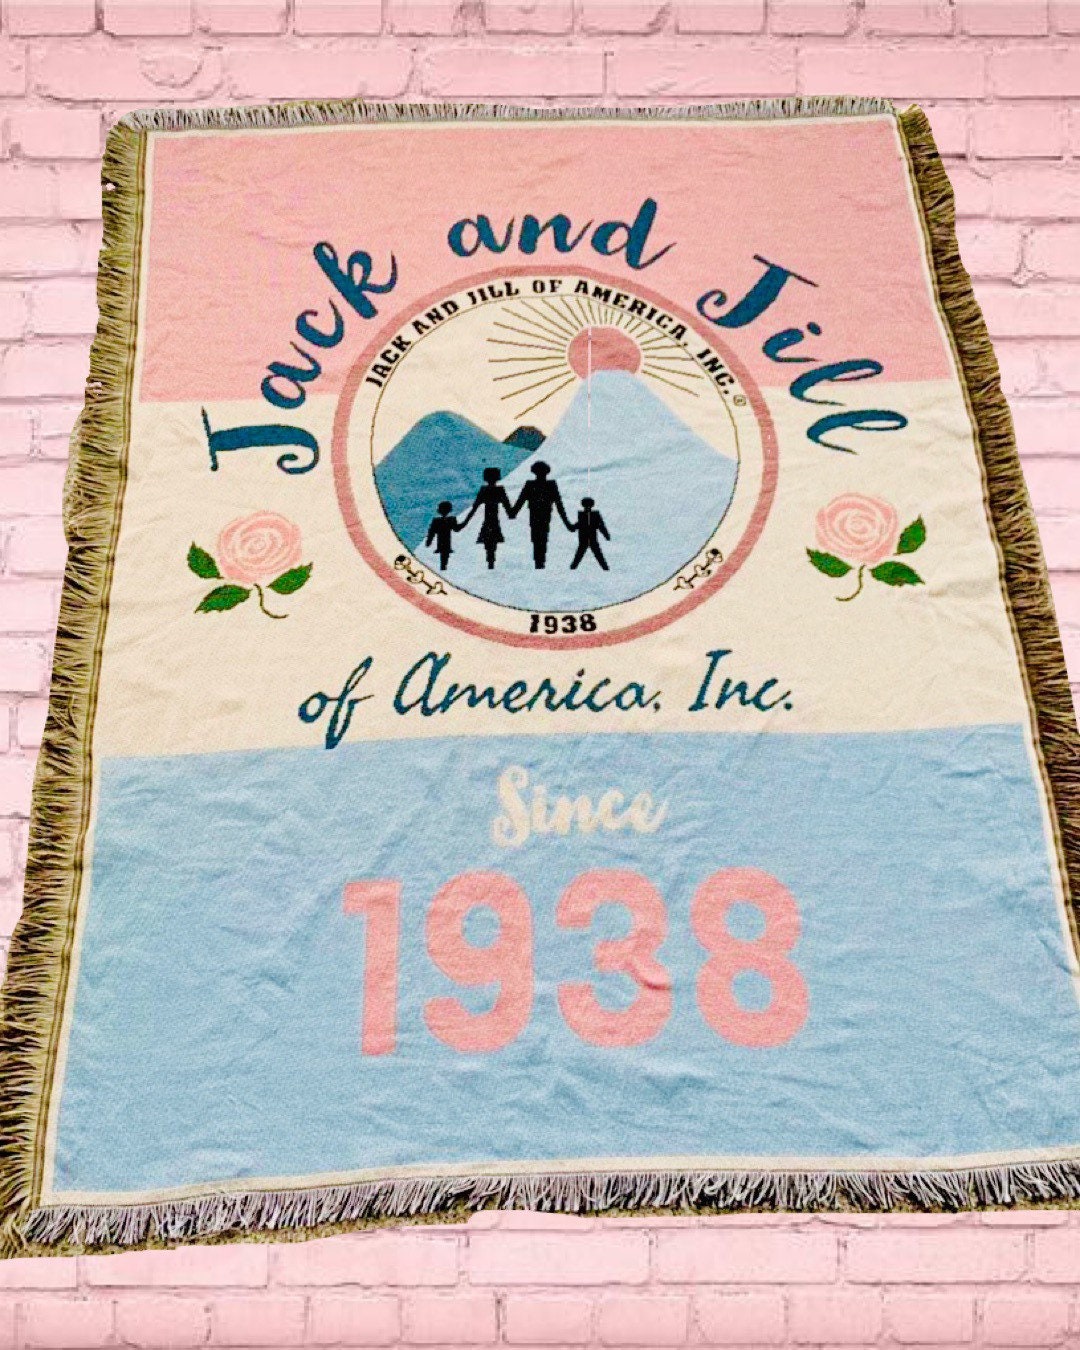 Jack and Jill
JACK AND JILL OF AMERICA, INC.®
1938
of America, Inc.
Since
1938